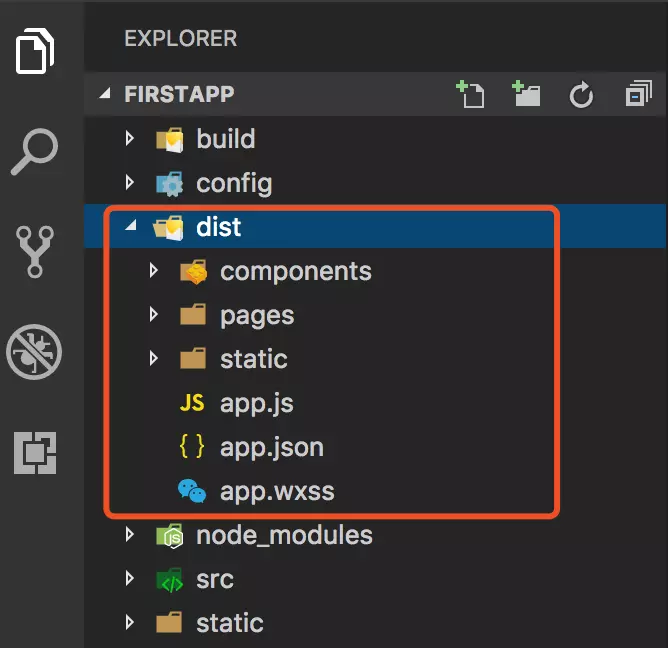 EXPLORER
FIRSTAPP
build
config
dist
components
pages
static
JS app.js
{ } app.json
app.wxss
node_modules
src
static